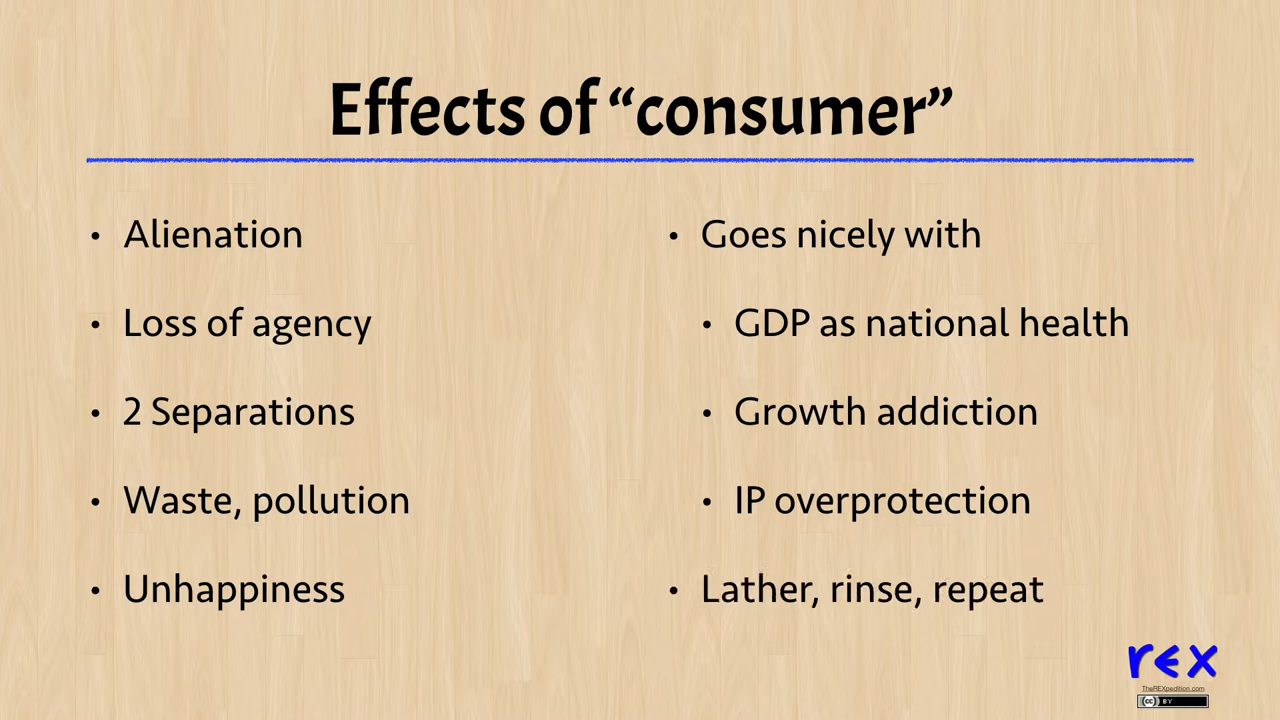 Effects of “consumer”
• Alienation
• Loss of agency
• 2 Separations
• Waste, pollution
• Unhappiness
• Goes nicely with
• GDP as national health
• Growth addiction
• IP overprotection
• Lather, rinse, repeat
rex
TheREXpedition.com
cc BY